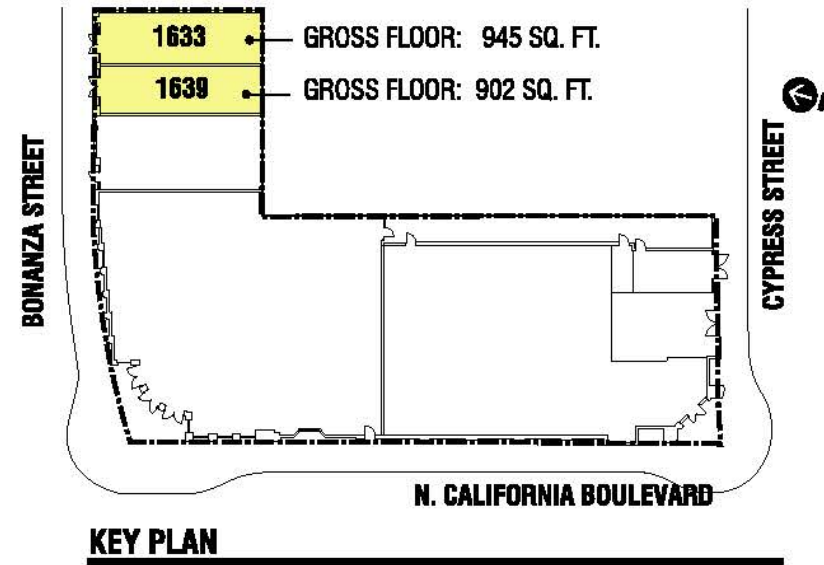 1633 GROSS FLOOR: 945 SQ. FT.
1639 GROSS FLOOR: 902 SQ. FT.
BONANZA STREET
CYPRESS STREET
N. CALIFORNIA BOULEVARD
KEY PLAN